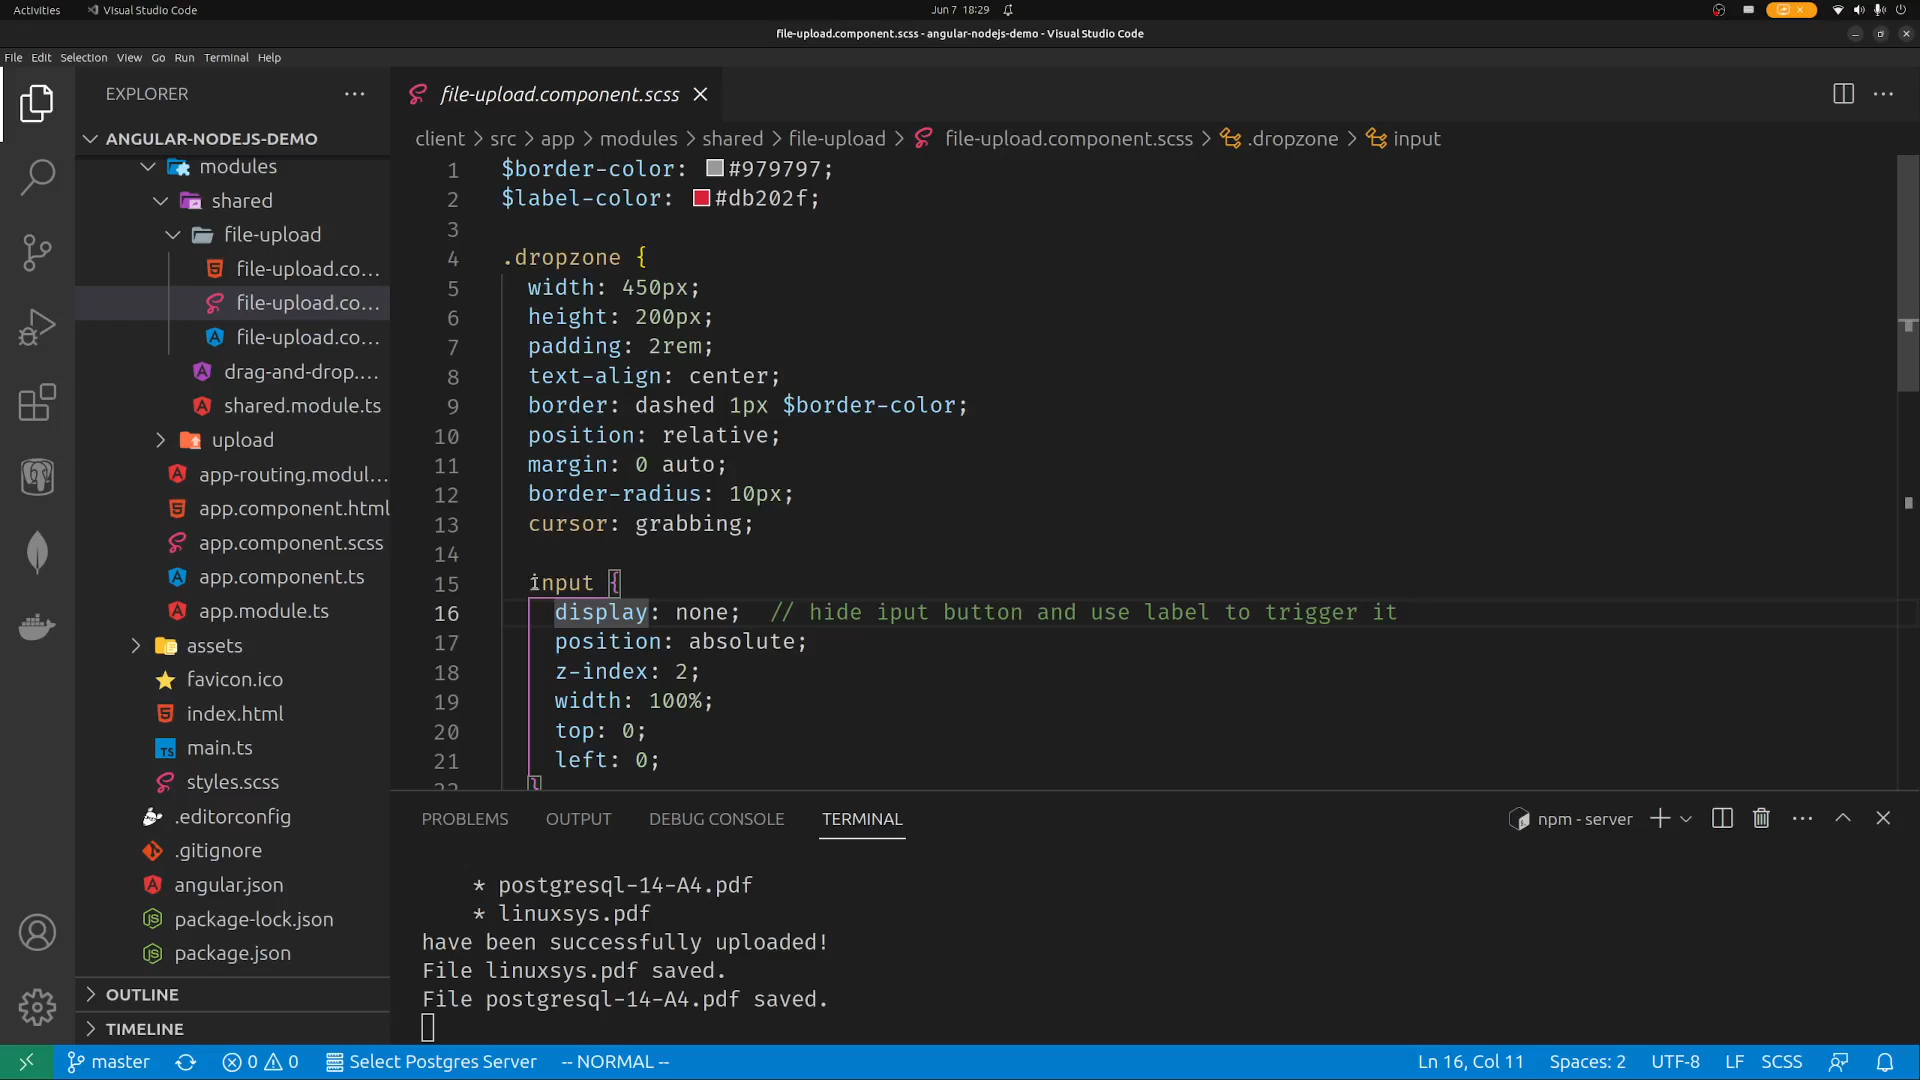 Activities
Visual Studio Code
Jun 7 18:29
file-upload.component.scss - angular-nodejs-demo - Visual Studio Code
File Edit Selection View Go Run Terminal Help
EXPLORER
ANGULAR-NODEJS-DEMO
modules
shared
file-upload
file-upload.co...
file-upload.co...
file-upload.co...
drag-and-drop....
shared.module.ts
upload
app-routing.modul...
app.component.html
app.component.scss
app.component.ts
app.module.ts
assets
favicon.ico
index.html
main.ts
styles.scss
.editorconfig
.gitignore
angular.json
package-lock.json
package.json
OUTLINE
TIMELINE
file-upload.component.scss
client > src > app > modules > shared > file-upload > file-upload.component.scss > .dropzone > input
1 $border-color: #979797;
2 $label-color: #db202f;
3
4 .dropzone {
5 width: 450px;
6 height: 200px;
7 padding: 2rem;
8 text-align: center;
9 border: dashed 1px $border-color;
10 position: relative;
11 margin: 0 auto;
12 border-radius: 10px;
13 cursor: grabbing;
14
15 input {
16 display: none; // hide iput button and use label to trigger it
17 position: absolute;
18 z-index: 2;
19 width: 100%;
20 top: 0;
21 left: 0;
22 }
PROBLEMS OUTPUT DEBUG CONSOLE TERMINAL
npm - server
* postgresql-14-A4.pdf
* linuxsys.pdf
have been successfully uploaded!
File linuxsys.pdf saved.
File postgresql-14-A4.pdf saved.
master 0 0 Select Postgres Server -- NORMAL -- Ln 16, Col 11 Spaces: 2 UTF-8 LF SCSS